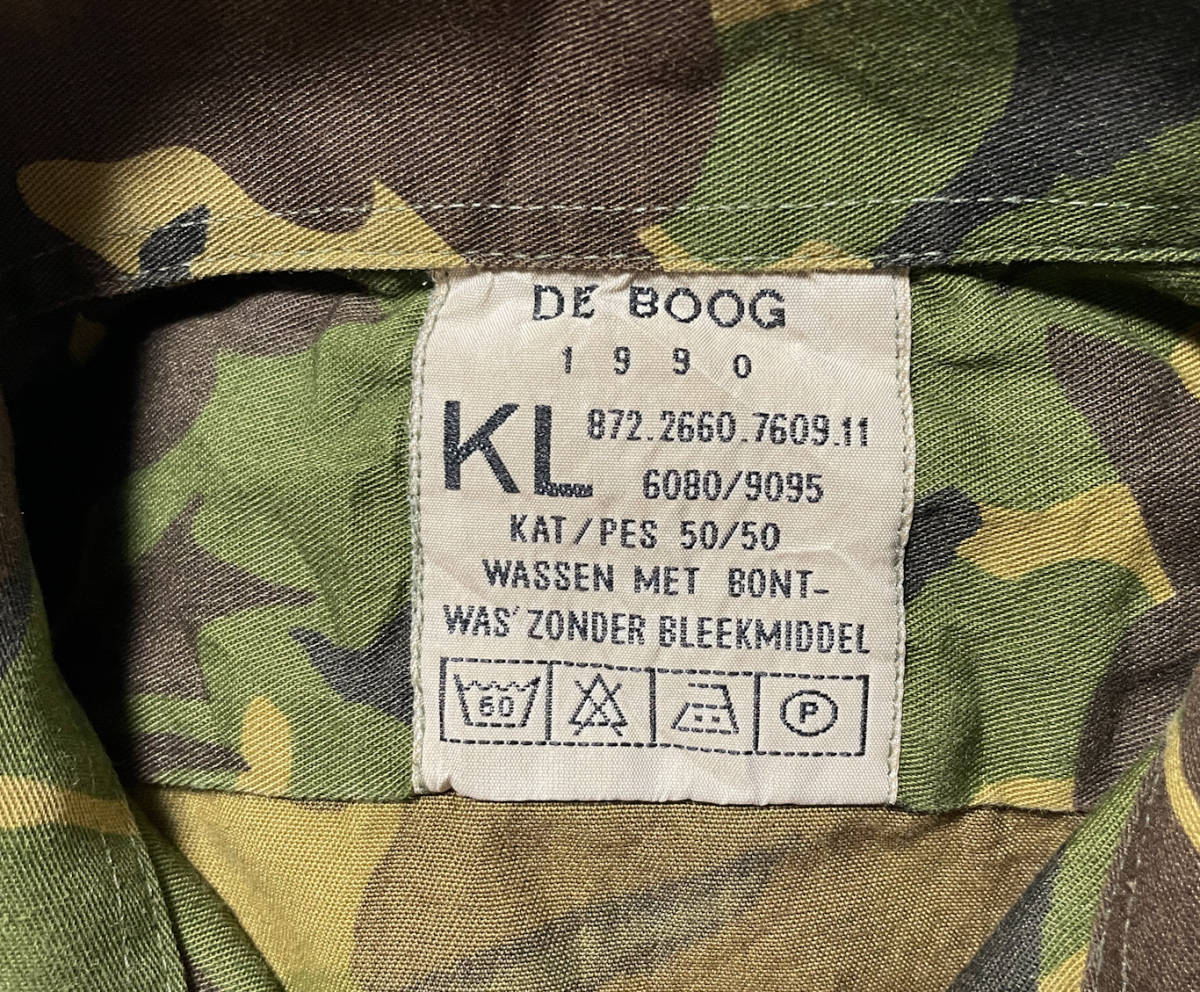 DE BOOG
1990
KL 872.2660.7609.11
6080/9095
KAT/PES 50/50
WASSEN MET BONT-
WAS' ZONDER BLEEKMIDDEL
60 P